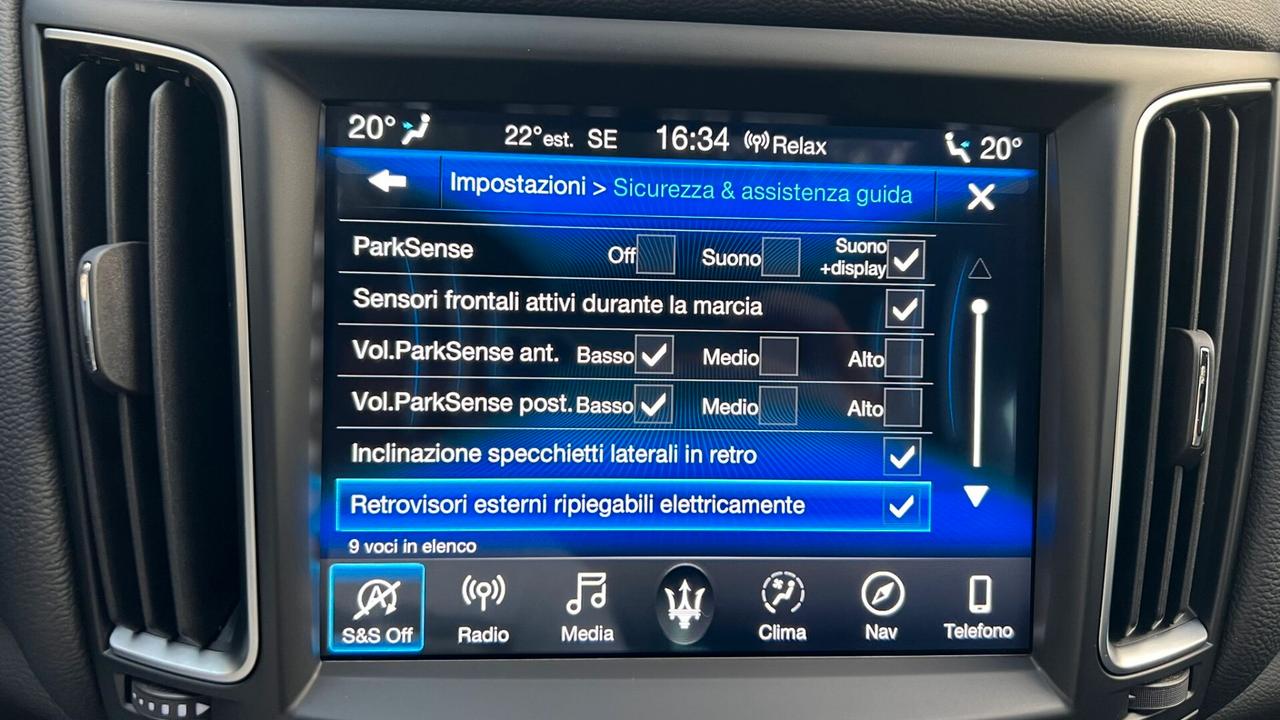 20° 22°est. SE 16:34 Relax 20°
Impostazioni > Sicurezza & assistenza guida
ParkSense Off Suono Suono +display
Sensori frontali attivi durante la marcia
Vol.ParkSense ant. Basso Medio Alto
Vol.ParkSense post. Basso Medio Alto
Inclinazione specchietti laterali in retro
Retrovisori esterni ripiegabili elettricamente
9 voci in elenco
S&S Off Radio Media Clima Nav Telefono